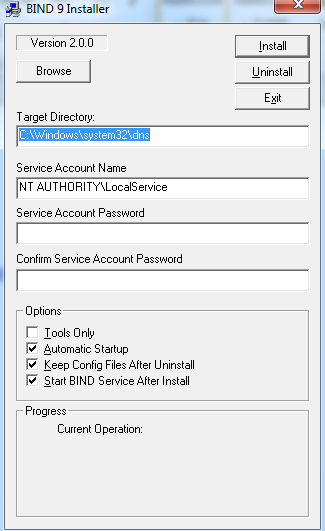 BIND 9 Installer
Version 2.0.0
Install
Browse
Uninstall
Exit
Target Directory:
C:\Windows\system32\dns
Service Account Name
NT AUTHORITY\LocalService
Service Account Password
Confirm Service Account Password
Options
Tools Only
Automatic Startup
Keep Config Files After Uninstall
Start BIND Service After Install
Progress
Current Operation: